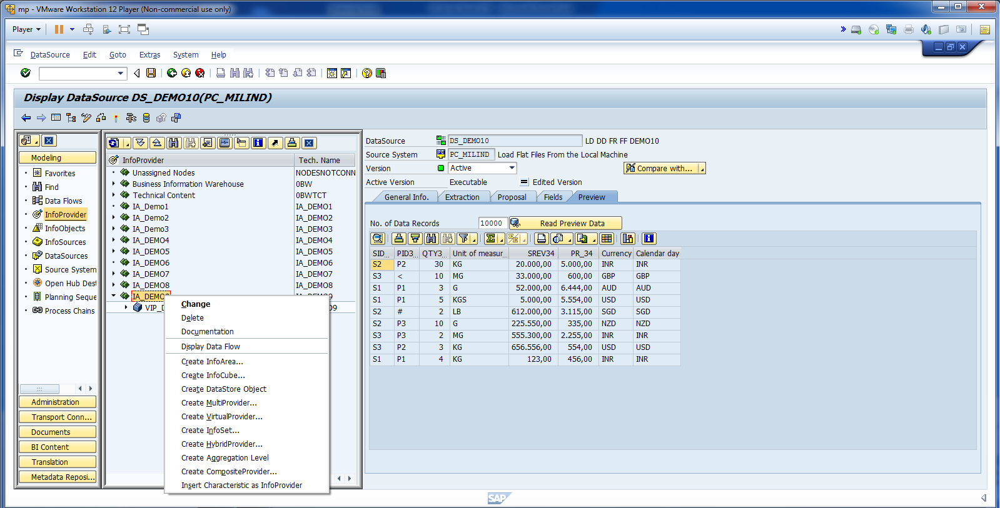 mp - VMware Workstation 12 Player (Non-commercial use only)
Player
DataSource Edit Goto Extras System Help
Display DataSource DS_DEMO10(PC_MILIND)
Modeling
Favorites
Find
Data Flows
InfoProvider
InfoObjects
InfoSources
DataSources
Source System
Open Hub Dest
Planning Seque
Process Chains
Administration
Transport Conn...
Documents
BI Content
Translation
Metadata Reposi...
InfoProvider Tech. Name
Unassigned Nodes NODESNOTCONN
Business Information Warehouse 0BW
Technical Content 0BWTCT
IA_Demo1 IA_DEMO1
IA_Demo2 IA_DEMO2
IA_Demo3 IA_DEMO3
IA_DEMO4 IA_DEMO4
IA_DEMO5 IA_DEMO5
IA_DEMO6 IA_DEMO6
IA_DEMO7 IA_DEMO7
IA_DEMO8 IA_DEMO8
Change
Delete
Documentation
Display Data Flow
Create InfoArea...
Create InfoCube...
Create DataStore Object
Create MultiProvider...
Create VirtualProvider...
Create InfoSet...
Create HybridProvider...
Create Aggregation Level
Create CompositeProvider...
Insert Characteristic as InfoProvider
DataSource DS_DEMO10 LD DD FR FF DEMO10
Source System PC_MILIND Load Flat Files From the Local Machine
Version Active Compare with...
Active Version Executable Edited Version
General Info. Extraction Proposal Fields Preview
No. of Data Records 10000 Read Preview Data
SID... PID3... QTY3... Unit of measur... SREV34 PR_34 Currency Calendar day
S2 P2 30 KG 20.000,00 5.000,00 INR INR
S3 < 10 MG 33.000,00 600,00 GBP GBP
S1 P1 3 G 52.000,00 6.444,00 AUD AUD
S1 P1 5 KGS 5.000,00 5.554,00 USD USD
S2 # 2 LB 612.000,00 3.115,00 SGD SGD
S2 P3 10 G 225.550,00 335,00 NZD NZD
S3 P3 2 MG 555.300,00 2.255,00 INR INR
S3 P2 3 KG 656.556,00 554,00 USD USD
S1 P1 4 KG 123,00 456,00 INR INR
SAP